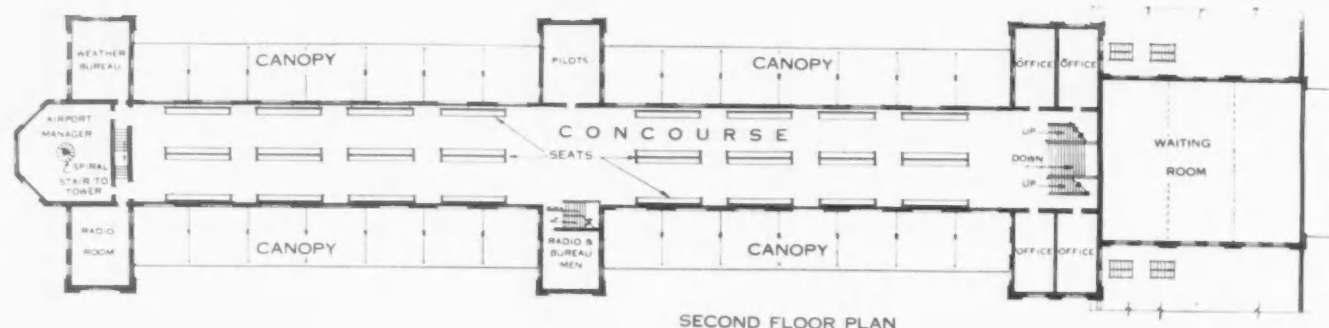 WEATHER
BUREAU
CANOPY
PILOTS
CANOPY
OFFICE
OFFICE
AIRPORT
MANAGER
SPIRAL
STAIR TO
TOWER
CONCOURSE
SEATS
UP
DOWN
UP
WAITING
ROOM
RADIO
ROOM
CANOPY
RADIO &
BUREAU
MEN
CANOPY
OFFICE
OFFICE
SECOND FLOOR PLAN